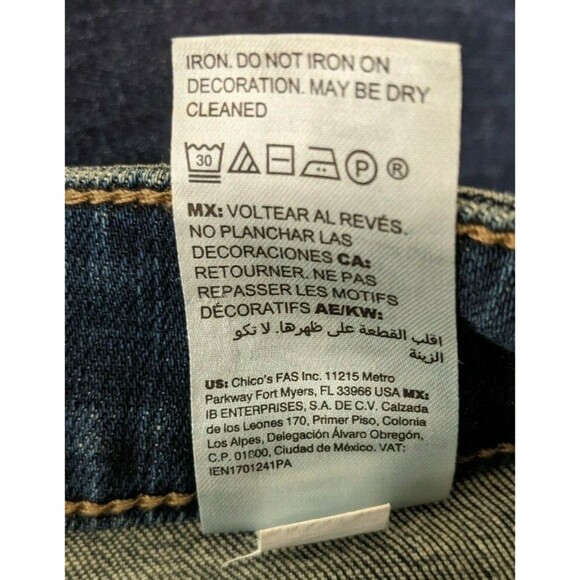 IRON. DO NOT IRON ON
DECORATION. MAY BE DRY
CLEANED
30 P ®
MX: VOLTEAR AL REVÉS.
NO PLANCHAR LAS
DECORACIONES CA:
RETOURNER. NE PAS
REPASSER LES MOTIFS
DÉCORATIFS AE/KW:
اقلب القطعة على ظهرها. لا تكو
الزينة
US: Chico's FAS Inc. 11215 Metro
Parkway Fort Myers, FL 33966 USA MX:
IB ENTERPRISES, S.A. DE C.V. Calzada
de los Leones 170, Primer Piso, Colonia
Los Alpes, Delegación Álvaro Obregón,
C.P. 01000, Ciudad de México. VAT:
IEN1701241PA